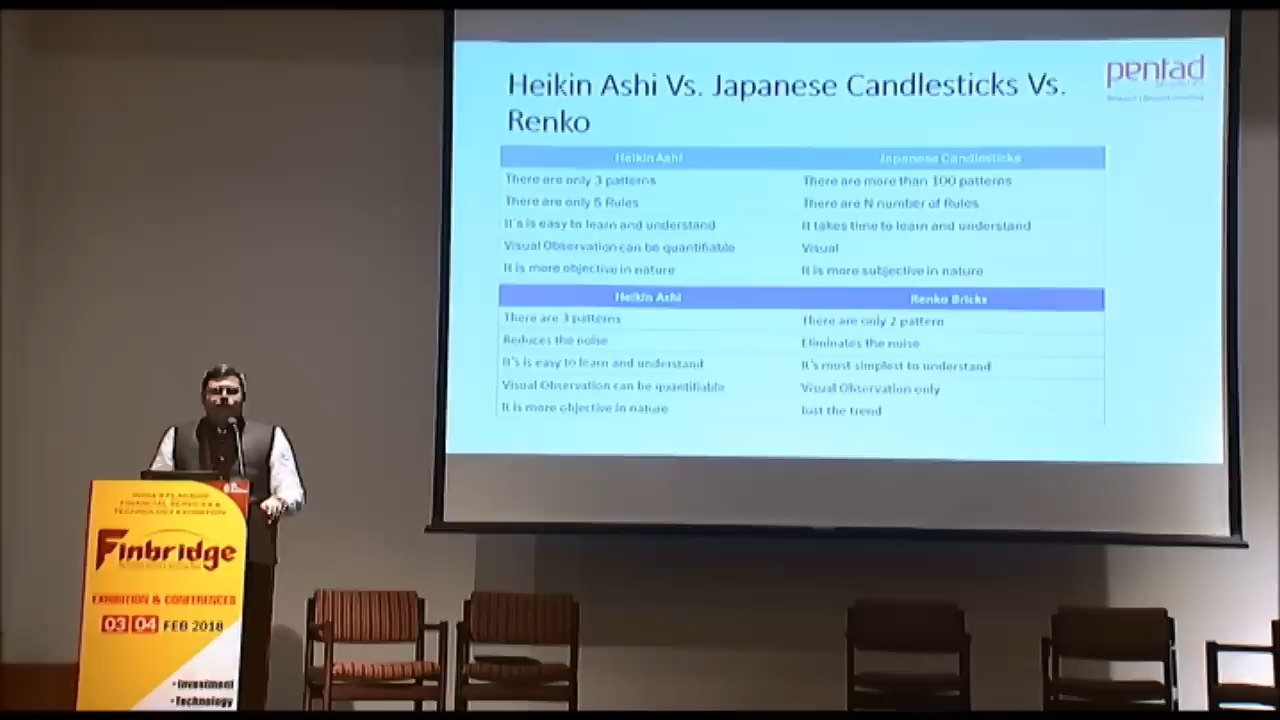 Heikin Ashi Vs. Japanese Candlesticks Vs.
Renko
pentad
Heikin Ashi Japanese Candlesticks
There are only 3 patterns There are more than 100 patterns
There are only 5 Rules There are N number of Rules
It's is easy to learn and understand It takes time to learn and understand
Visual Observation can be quantifiable Visual
It is more objective in nature It is more subjective in nature
Heikin Ashi Renko Bricks
There are 3 patterns There are only 2 pattern
Reduces the noise Eliminates the noise
It's is easy to learn and understand It's most simplest to understand
Visual Observation can be quantifiable Visual Observation only
It is more objective in nature Just the trend
INDIA'S FLAGSHIP
FINANCIAL SERVICES &
TECHNOLOGY EXHIBITION
Finbridge
EXHIBITION & CONFERENCES
03 04 FEB 2018
• Investment
• Technology